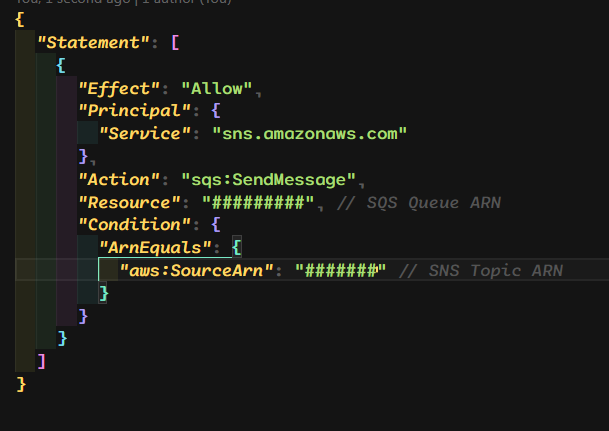 You, 1 second ago | 1 author (You)
{
"Statement": [
{
"Effect": "Allow",
"Principal": {
"Service": "sns.amazonaws.com"
},
"Action": "sqs:SendMessage",
"Resource": "#########", // SQS Queue ARN
"Condition": {
"ArnEquals": {
"aws:SourceArn": "#######" // SNS Topic ARN
}
}
}
]
}